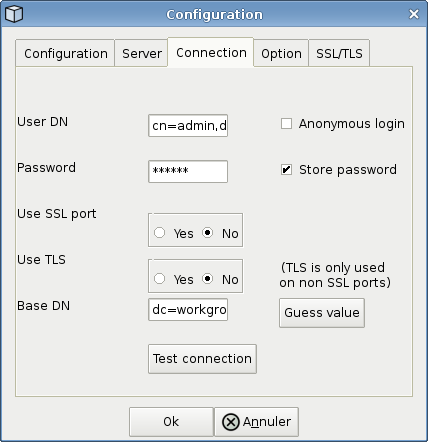 Configuration
Configuration Server Connection Option SSL/TLS
User DN cn=admin,d Anonymous login
Password ****** Store password
Use SSL port Yes No
Use TLS Yes No (TLS is only used
on non SSL ports)
Base DN dc=workgro Guess value
Test connection
Ok Annuler